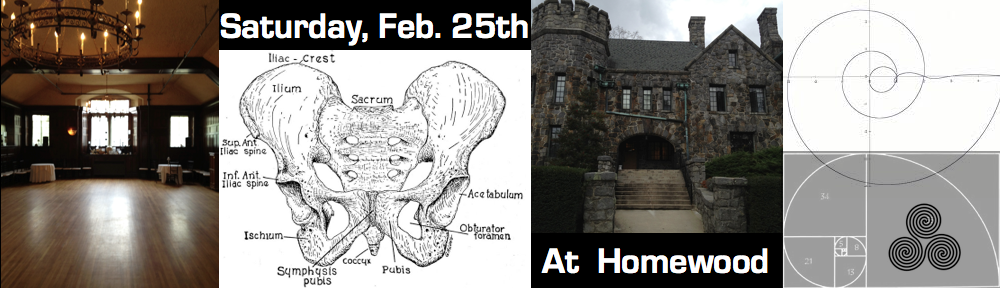 Saturday, Feb. 25th
Iliac - Crest
Ilium
Sacrum
Sup. Ant.
Iliac spine
Inf. Ant.
Iliac spine
Acetabulum
Ischium
Obturator
foramen
Coccyx
Symphysis
pubis
Pubis
At Homewood
34
21
13
8
5